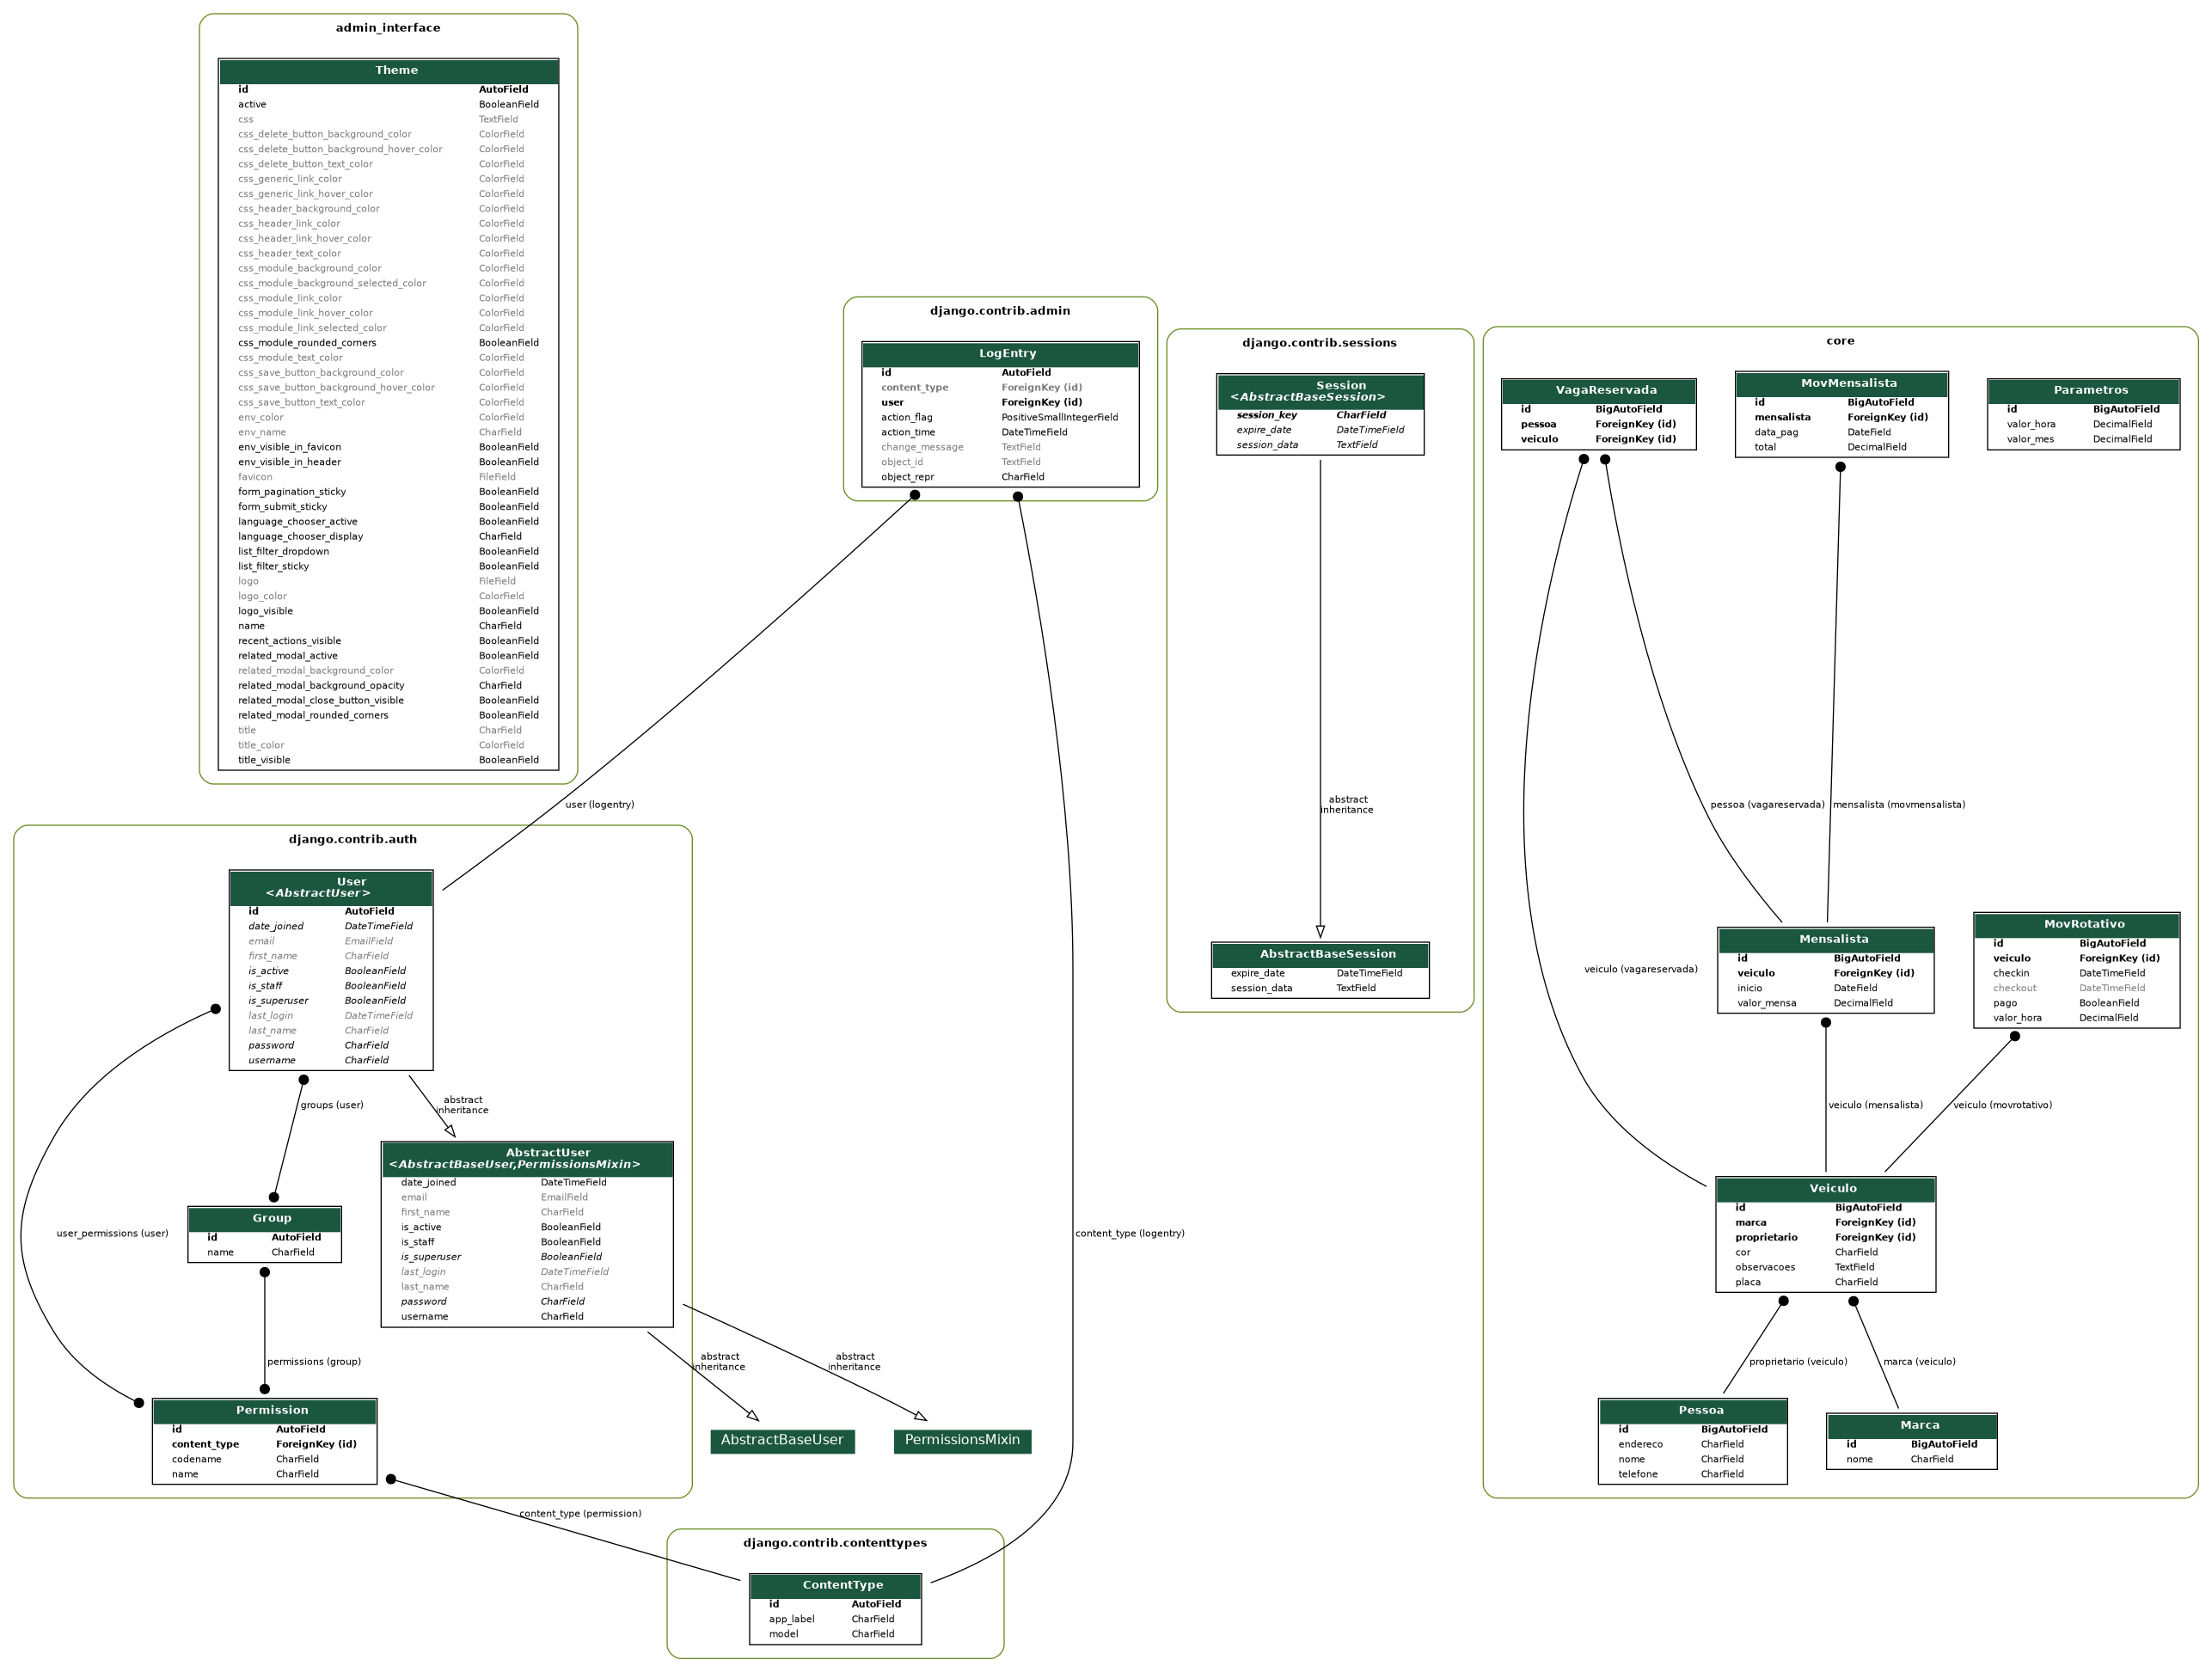 admin_interface
Theme
id AutoField
active BooleanField
css TextField
css_delete_button_background_color ColorField
css_delete_button_background_hover_color ColorField
css_delete_button_text_color ColorField
css_generic_link_color ColorField
css_generic_link_hover_color ColorField
css_header_background_color ColorField
css_header_link_color ColorField
css_header_link_hover_color ColorField
css_header_text_color ColorField
css_module_background_color ColorField
css_module_background_selected_color ColorField
css_module_link_color ColorField
css_module_link_hover_color ColorField
css_module_link_selected_color ColorField
css_module_rounded_corners BooleanField
css_module_text_color ColorField
css_save_button_background_color ColorField
css_save_button_background_hover_color ColorField
css_save_button_text_color ColorField
env_color ColorField
env_name CharField
env_visible_in_favicon BooleanField
env_visible_in_header BooleanField
favicon FileField
form_pagination_sticky BooleanField
form_submit_sticky BooleanField
language_chooser_active BooleanField
language_chooser_display CharField
list_filter_dropdown BooleanField
list_filter_sticky BooleanField
logo FileField
logo_color ColorField
logo_visible BooleanField
name CharField
recent_actions_visible BooleanField
related_modal_active BooleanField
related_modal_background_color ColorField
related_modal_background_opacity CharField
related_modal_close_button_visible BooleanField
related_modal_rounded_corners BooleanField
title CharField
title_color ColorField
title_visible BooleanField
django.contrib.admin
LogEntry
id AutoField
content_type ForeignKey (id)
user ForeignKey (id)
action_flag PositiveSmallIntegerField
action_time DateTimeField
change_message TextField
object_id TextField
object_repr CharField
user (logentry)
content_type (logentry)
django.contrib.sessions
Session
<AbstractBaseSession>
session_key CharField
expire_date DateTimeField
session_data TextField
abstract
inheritance
AbstractBaseSession
expire_date DateTimeField
session_data TextField
core
VagaReservada
id BigAutoField
pessoa ForeignKey (id)
veiculo ForeignKey (id)
MovMensalista
id BigAutoField
mensalista ForeignKey (id)
data_pag DateField
total DecimalField
Parametros
id BigAutoField
valor_hora DecimalField
valor_mes DecimalField
pessoa (vagareservada)
mensalista (movmensalista)
veiculo (vagareservada)
Mensalista
id BigAutoField
veiculo ForeignKey (id)
inicio DateField
valor_mensa DecimalField
MovRotativo
id BigAutoField
veiculo ForeignKey (id)
checkin DateTimeField
checkout DateTimeField
pago BooleanField
valor_hora DecimalField
veiculo (mensalista)
veiculo (movrotativo)
Veiculo
id BigAutoField
marca ForeignKey (id)
proprietario ForeignKey (id)
cor CharField
observacoes TextField
placa CharField
proprietario (veiculo)
marca (veiculo)
Pessoa
id BigAutoField
endereco CharField
nome CharField
telefone CharField
Marca
id BigAutoField
nome CharField
django.contrib.auth
User
<AbstractUser>
id AutoField
date_joined DateTimeField
email EmailField
first_name CharField
is_active BooleanField
is_staff BooleanField
is_superuser BooleanField
last_login DateTimeField
last_name CharField
password CharField
username CharField
groups (user)
abstract
inheritance
user_permissions (user)
AbstractUser
<AbstractBaseUser,PermissionsMixin>
date_joined DateTimeField
email EmailField
first_name CharField
is_active BooleanField
is_staff BooleanField
is_superuser BooleanField
last_login DateTimeField
last_name CharField
password CharField
username CharField
Group
id AutoField
name CharField
permissions (group)
abstract
inheritance
abstract
inheritance
AbstractBaseUser
PermissionsMixin
Permission
id AutoField
content_type ForeignKey (id)
codename CharField
name CharField
content_type (permission)
django.contrib.contenttypes
ContentType
id AutoField
app_label CharField
model CharField